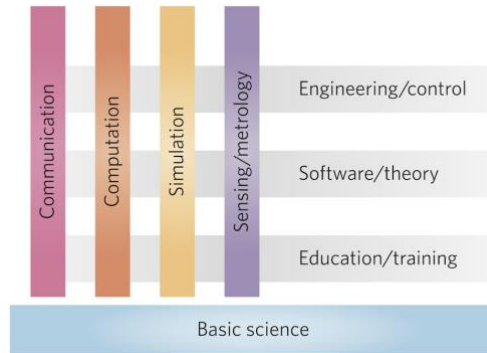 Communication
Computation
Simulation
Sensing/metrology
Engineering/control
Software/theory
Education/training
Basic science